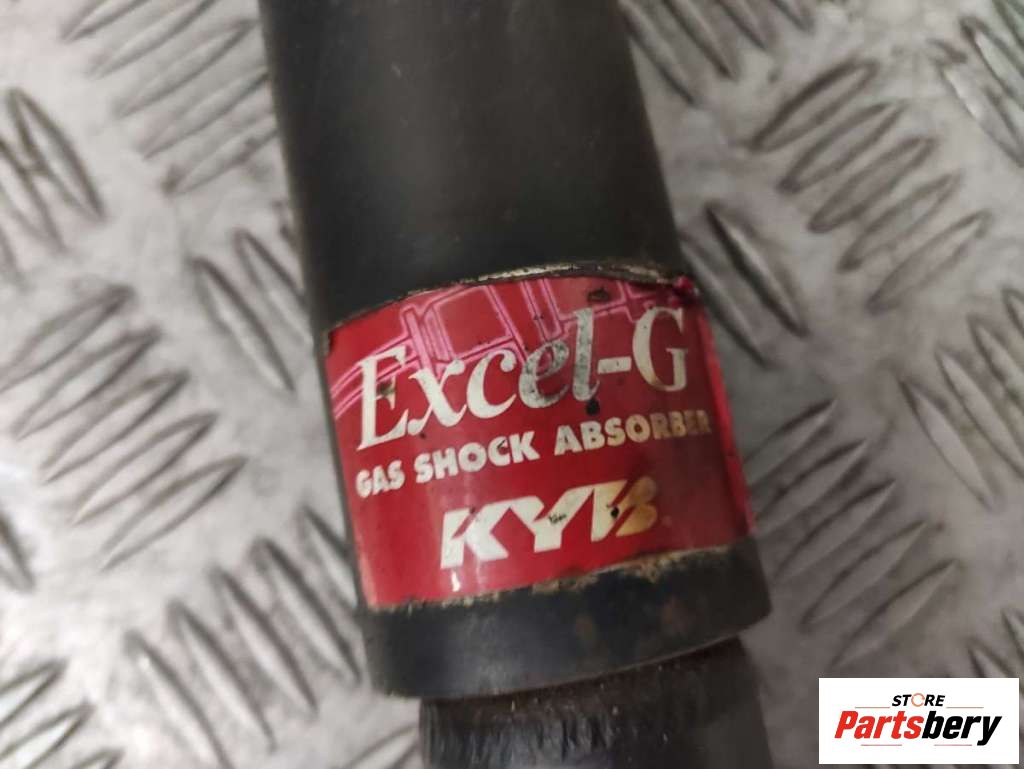 Excel-G
GAS SHOCK ABSORBER
KYB
STORE
Partsbery